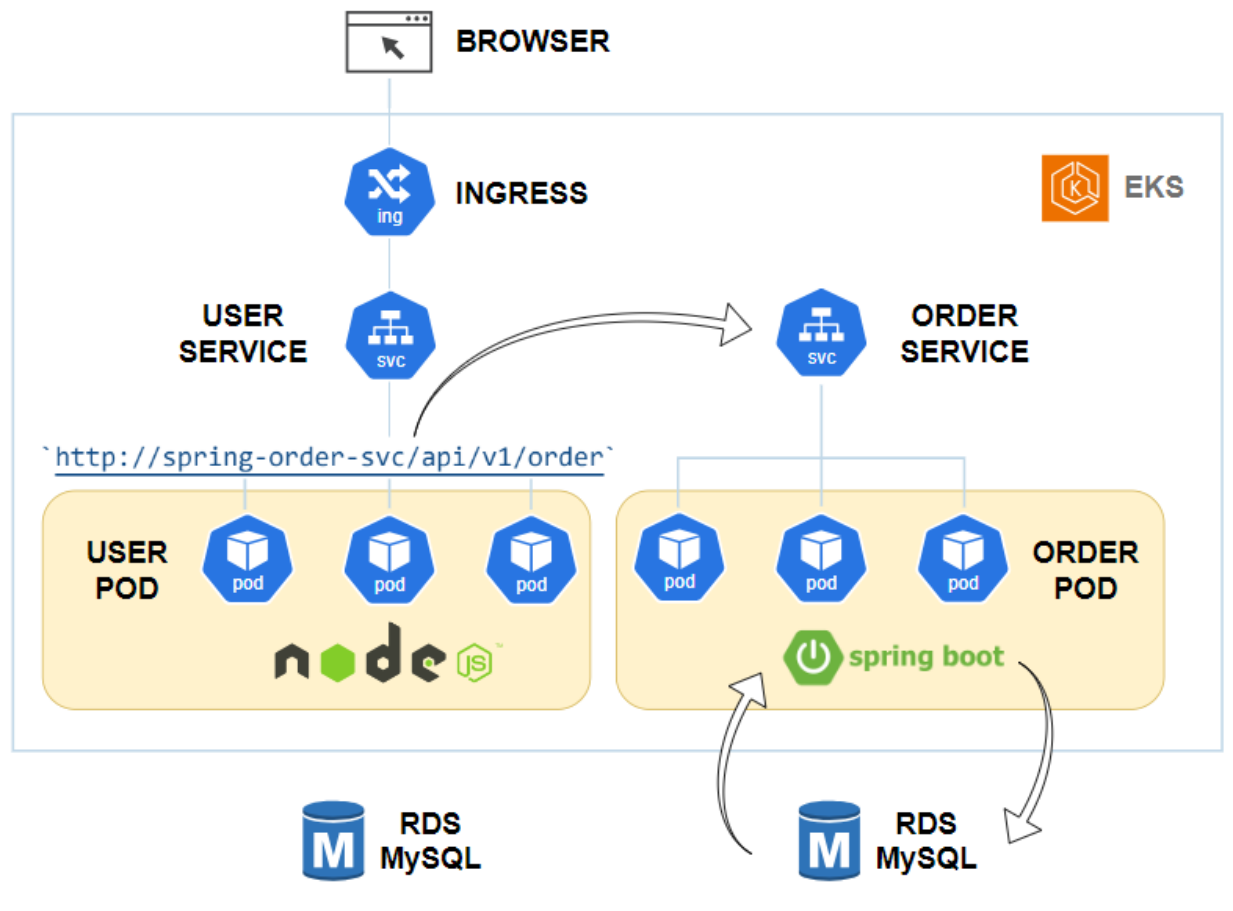 BROWSER
ing
INGRESS
K
EKS
USER
SERVICE
svc
svc
ORDER
SERVICE
`http://spring-order-svc/api/v1/order`
USER
POD
pod
pod
pod
node
JS
™
pod
pod
pod
ORDER
POD
spring boot
M
RDS
MySQL
M
RDS
MySQL